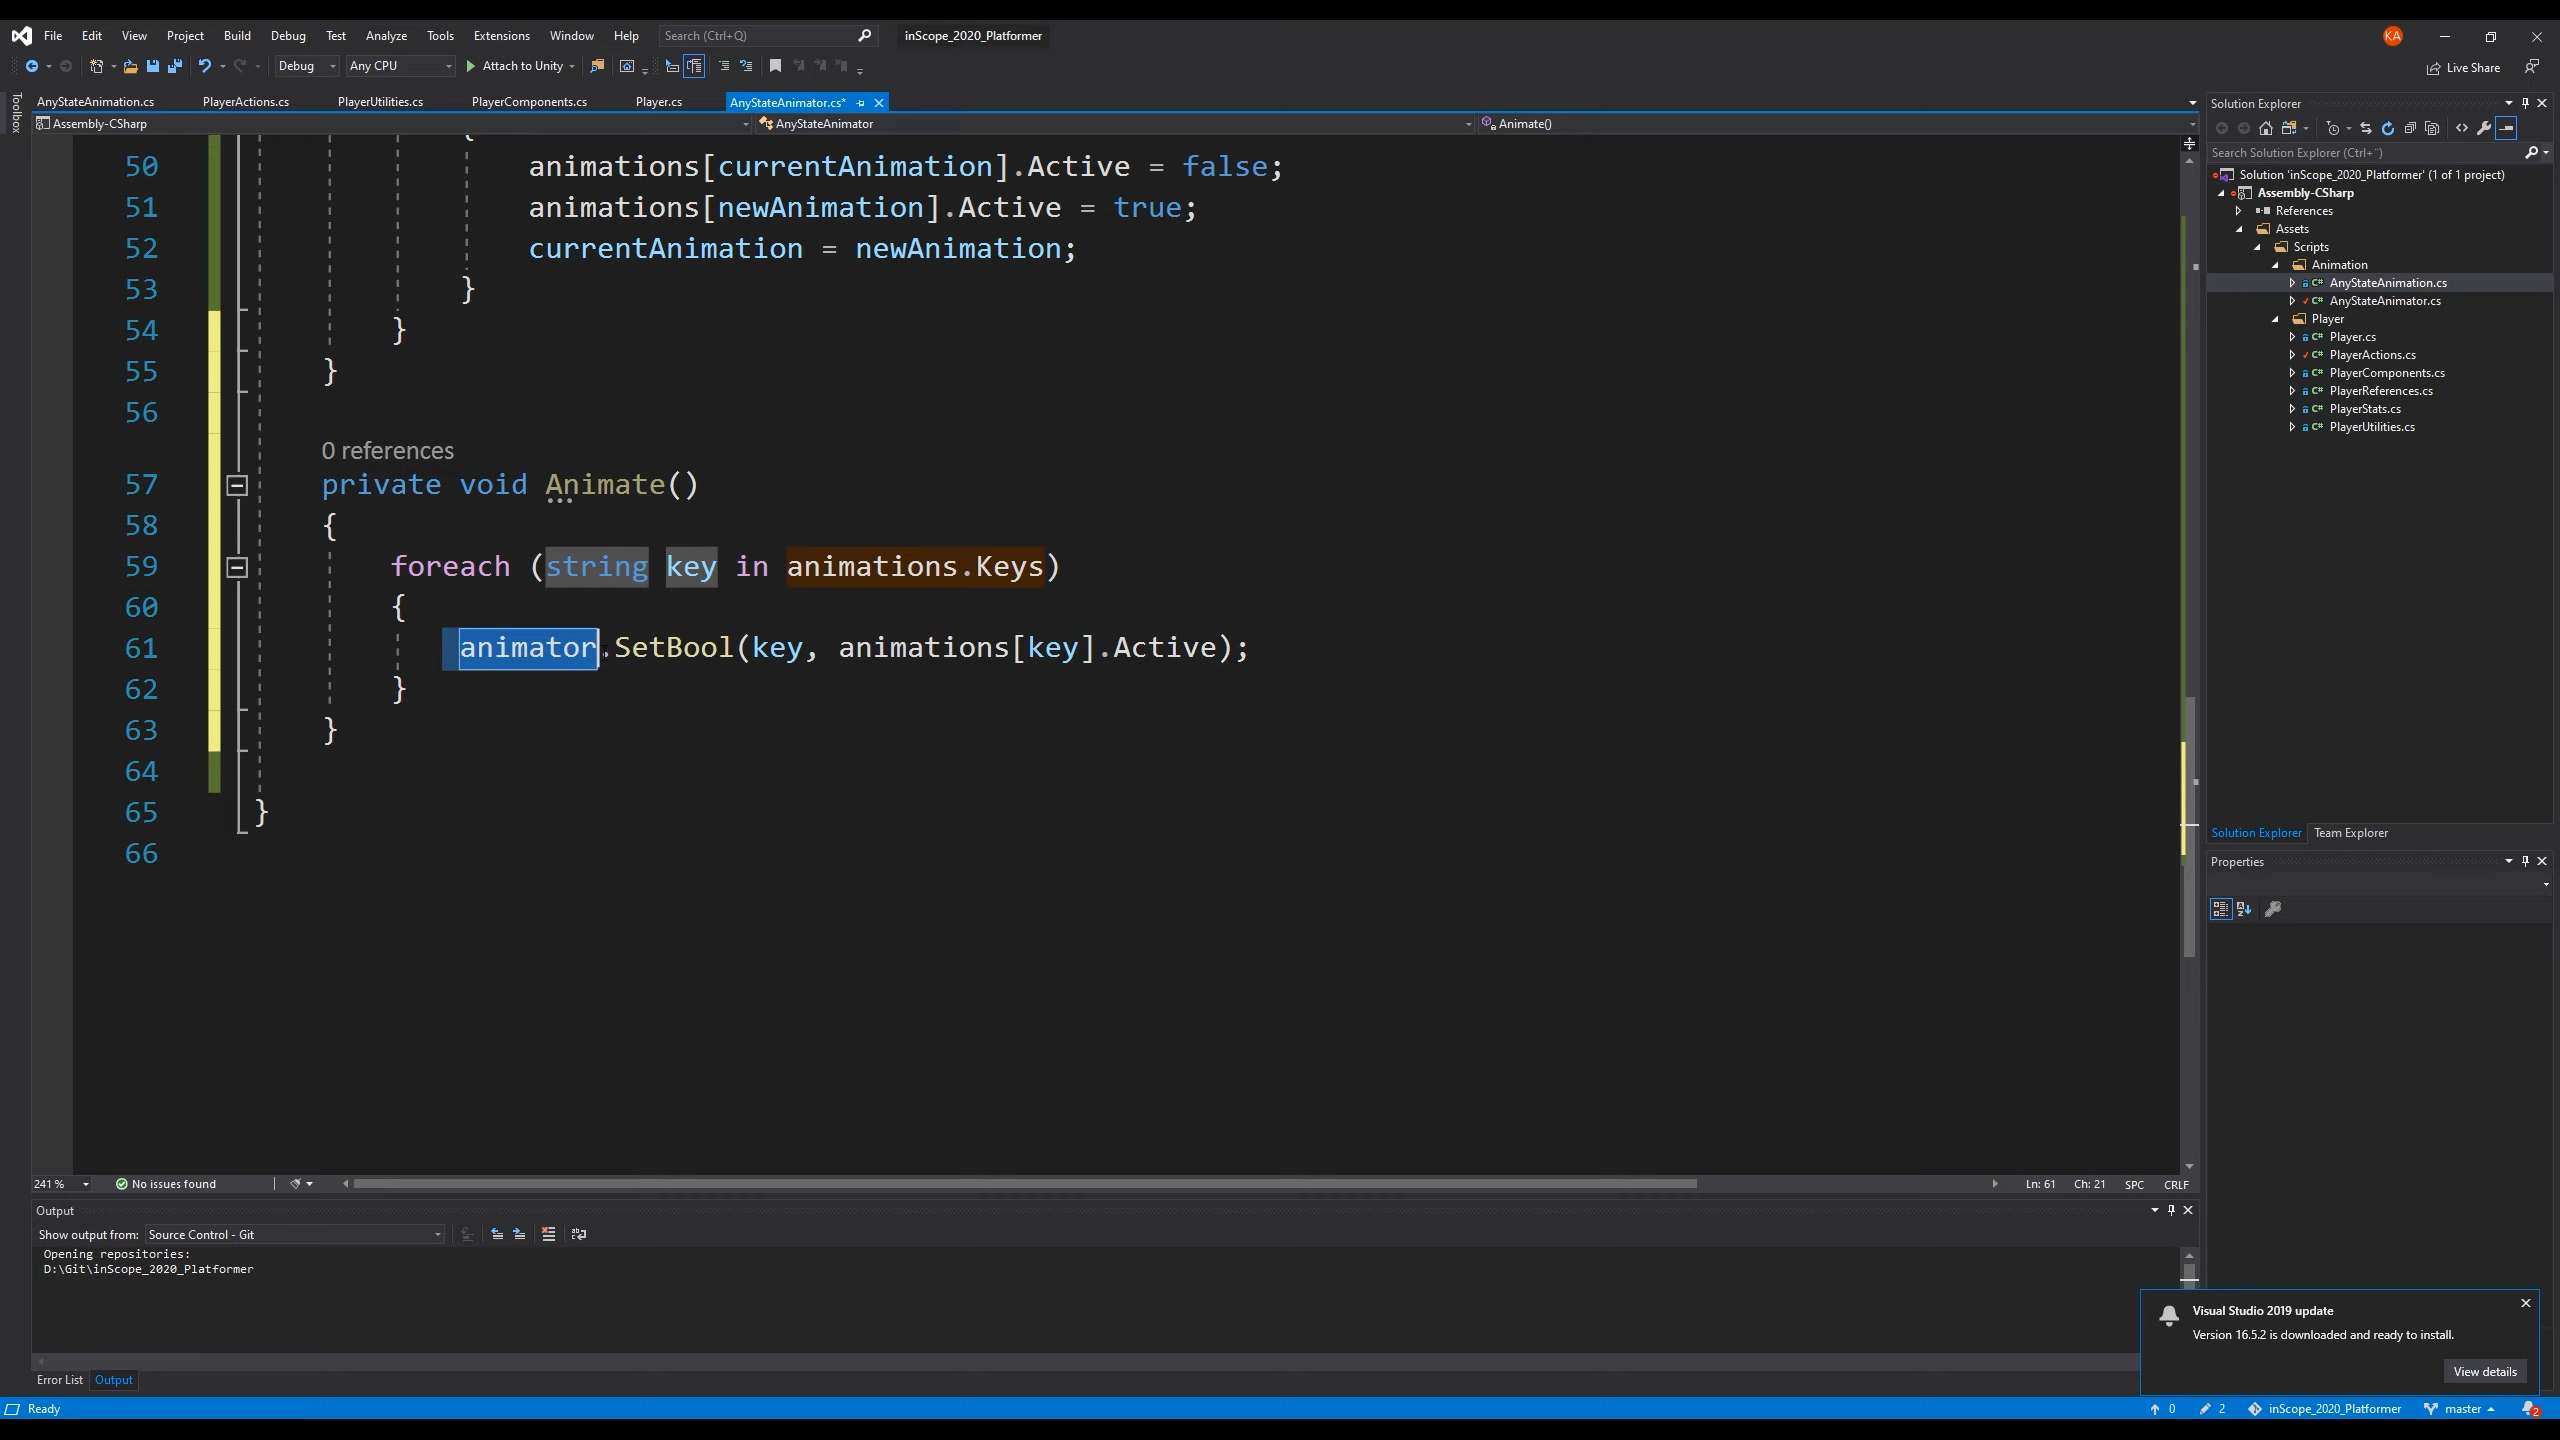 File Edit View Project Build Debug Test Analyze Tools Extensions Window Help Search (Ctrl+Q) inScope_2020_Platformer KA
Debug Any CPU Attach to Unity Live Share
Toolbox
AnyStateAnimation.cs PlayerActions.cs PlayerUtilities.cs PlayerComponents.cs Player.cs AnyStateAnimator.cs*
Assembly-CSharp AnyStateAnimator Animate()
{
50 animations[currentAnimation].Active = false;
51 animations[newAnimation].Active = true;
52 currentAnimation = newAnimation;
53 }
54 }
55 }
56
0 references
57 private void Animate()
58 {
59 foreach (string key in animations.Keys)
60 {
61 animator.SetBool(key, animations[key].Active);
62 }
63 }
64
65 }
66
241 % No issues found Ln: 61 Ch: 21 SPC CRLF
Output
Show output from: Source Control - Git
Opening repositories:
D:\Git\inScope_2020_Platformer
Error List Output
Ready
Solution Explorer
Search Solution Explorer (Ctrl+¨)
Solution 'inScope_2020_Platformer' (1 of 1 project)
Assembly-CSharp
References
Assets
Scripts
Animation
C# AnyStateAnimation.cs
C# AnyStateAnimator.cs
Player
C# Player.cs
C# PlayerActions.cs
C# PlayerComponents.cs
C# PlayerReferences.cs
C# PlayerStats.cs
C# PlayerUtilities.cs
Solution Explorer Team Explorer
Properties
Visual Studio 2019 update
Version 16.5.2 is downloaded and ready to install.
View details
0 2 inScope_2020_Platformer master 2